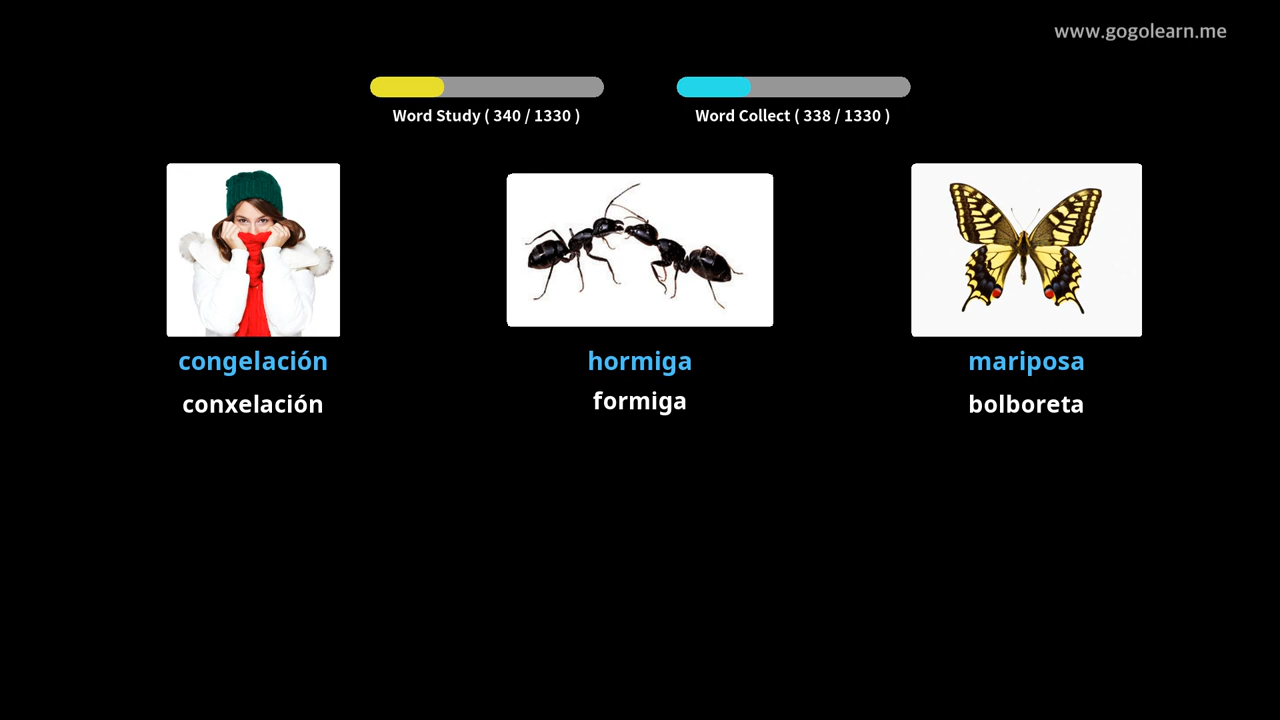 www.gogolearn.me
Word Study ( 340 / 1330 )
Word Collect ( 338 / 1330 )
congelación
conxelación
hormiga
formiga
mariposa
bolboreta